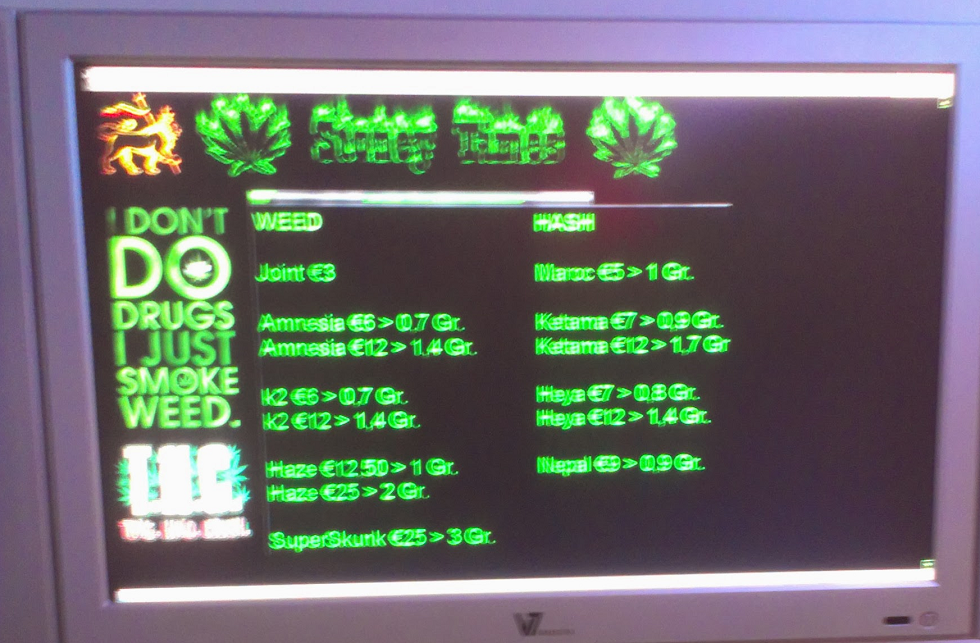 I DON'T
DO
DRUGS
I JUST
SMOKE
WEED.
T.H.C.
WEED
Joint €3
Amnesia €6 > 0,7 Gr.
Amnesia €12 > 1,4 Gr.
k2 €6 > 0,7 Gr.
k2 €12 > 1,4 Gr.
Haze €12.50 > 1 Gr.
Haze €25 > 2 Gr.
SuperSkunk €25 > 3 Gr.
HASH
Maroc €5 > 1 Gr.
Ketama €7 > 0,9 Gr.
Ketama €12 > 1,7 Gr
Heya €7 > 0,8 Gr.
Heya €12 > 1,4 Gr.
Nepal €9 > 0,9 Gr.
V7